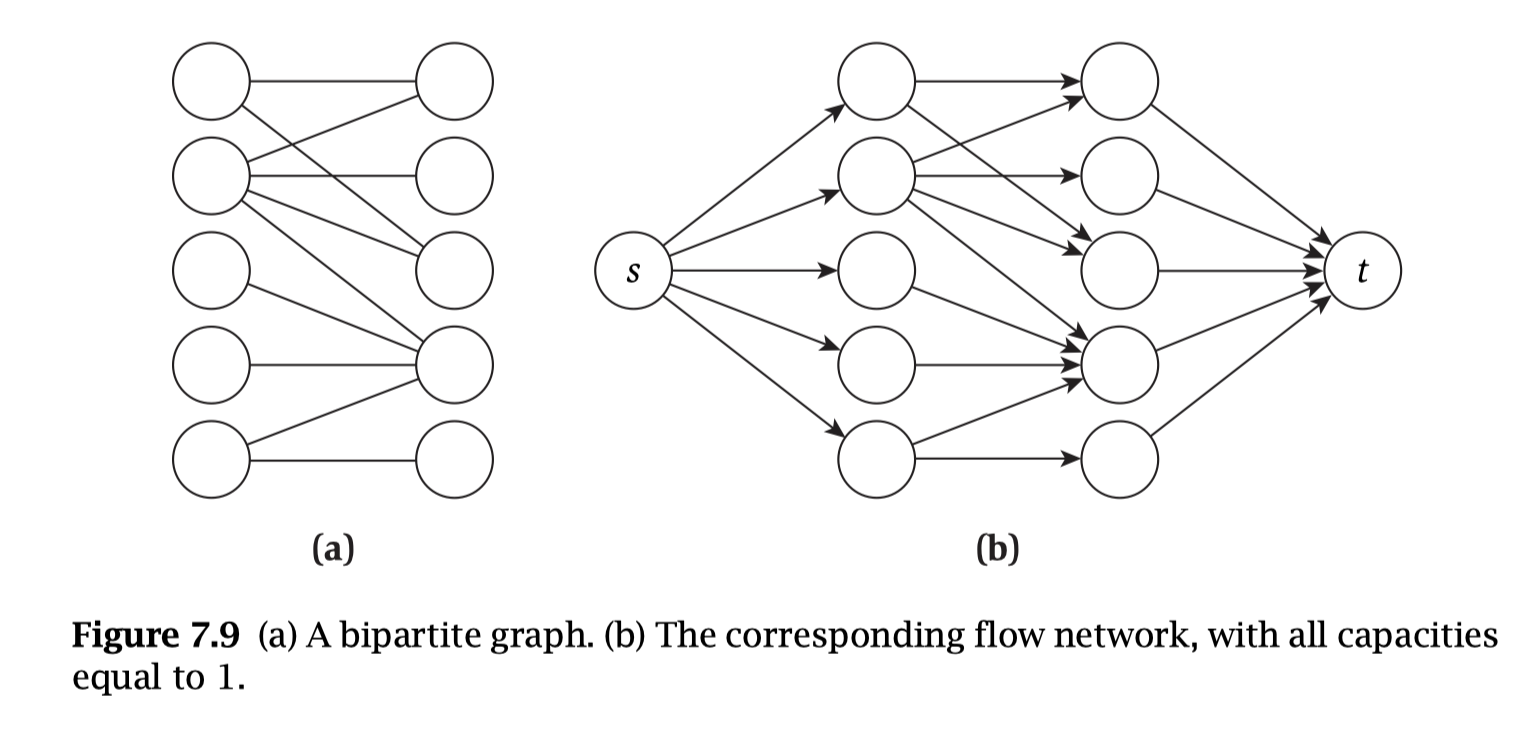 s
t
(a)
(b)
Figure 7.9 (a) A bipartite graph. (b) The corresponding flow network, with all capacities
equal to 1.